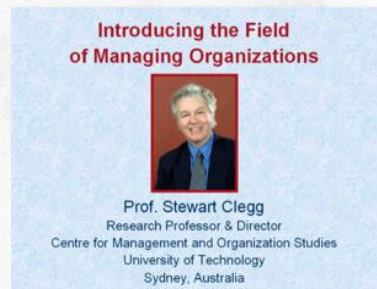 Introducing the Field
of Managing Organizations
Prof. Stewart Clegg
Research Professor & Director
Centre for Management and Organization Studies
University of Technology
Sydney, Australia